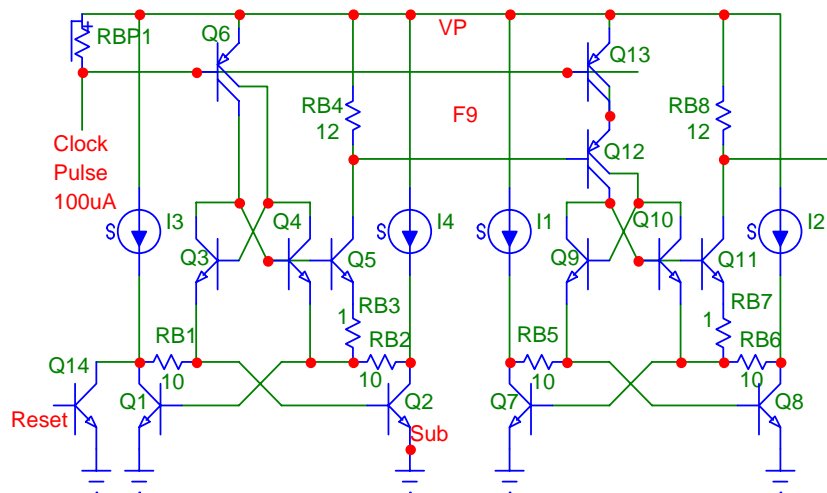 RBP1
Q6
VP
Q13
RB4
12
F9
RB8
12
Clock
Pulse
100uA
Q12
S
I3
Q4
S
I4
S
I1
Q10
S
I2
Q3
Q5
Q9
Q11
RB3
1
RB7
1
RB1
10
RB2
10
RB5
10
RB6
10
Q14
Q1
Q2
Q7
Q8
Reset
Sub